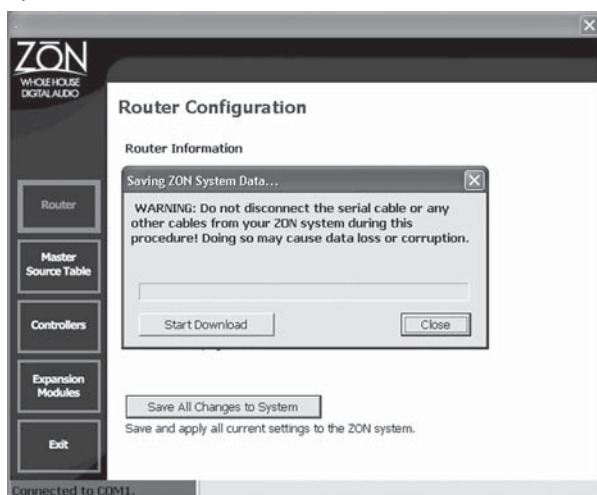 ZŌN
WHOLE HOUSE
DIGITAL AUDIO
Router Configuration
Router Information
Saving ZON System Data...
WARNING: Do not disconnect the serial cable or any
other cables from your ZON system during this
procedure! Doing so may cause data loss or corruption.
Start Download
Close
Router
Master
Source Table
Controllers
Expansion
Modules
Exit
Save All Changes to System
Save and apply all current settings to the ZON system.
Connected to COM1.